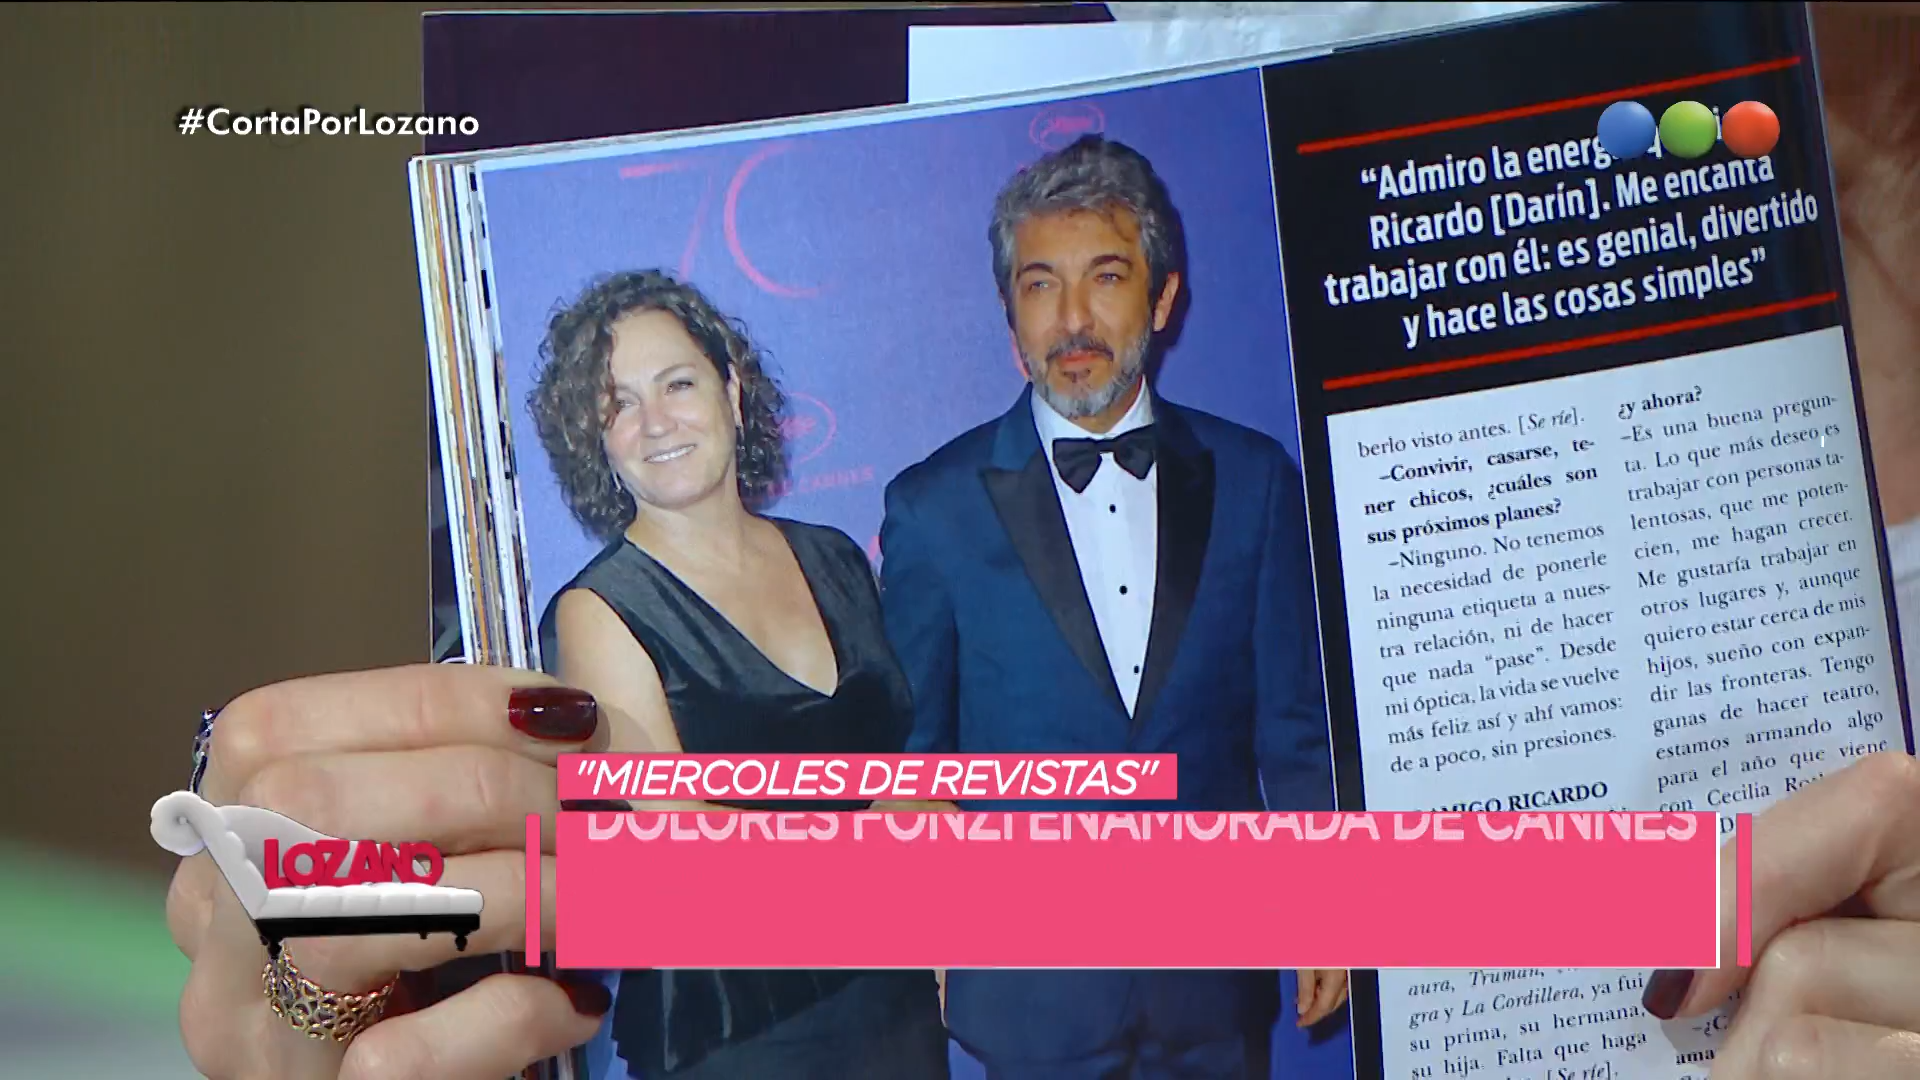 #CortaPorLozano
70
DE CANNES
“Admiro la
Ricardo [Darín]. Me encanta
trabajar con él: es genial, divertido
y hace las cosas simples”
berlo visto antes. [Se ríe].
–Convivir, casarse, te-
ner chicos, ¿cuáles son
sus próximos planes?
–Ninguno. No tenemos
la necesidad de ponerle
ninguna etiqueta a nues-
tra relación, ni de hacer
que nada “pase”. Desde
mi óptica, la vida se vuelve
más feliz así y ahí vamos:
de a poco, sin presiones.
RICARDO
aura, Truman,
gra y La Cordillera, ya fui
su prima, su hermana,
su hija. Falta que haga
[Se ríe].
¿y ahora?
–Es una buena pregun-
ta. Lo que más deseo es
trabajar con personas ta-
lentosas, que me poten-
cien, me hagan crecer.
Me gustaría trabajar en
otros lugares y, aunque
quiero estar cerca de mis
hijos, sueño con expan-
dir las fronteras. Tengo
ganas de hacer teatro,
estamos armando algo
para el año que viene
con Cecilia
"MIERCOLES DE REVISTAS"
DOLORES FONZI ENAMORADA DE CANNES
LOZANO